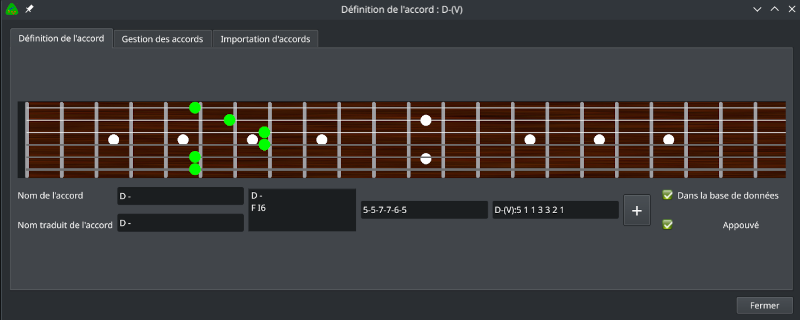 Définition de l'accord : D-(V)
Définition de l'accord
Gestion des accords
Importation d'accords
Nom de l'accord
D -
D -
F I6
5-5-7-7-6-5
D-(V):5 1 1 3 3 2 1
+
Dans la base de données
Nom traduit de l'accord
D -
Appouvé
Fermer